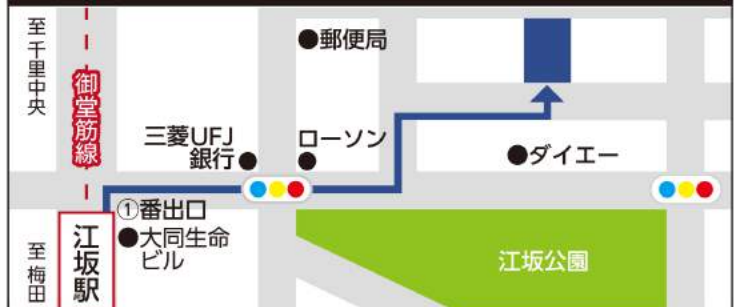 至千里中央
御堂筋線
●郵便局
三菱UFJ
銀行●
ローソン
●ダイエー
①番出口
●大同生命
ビル
江坂駅
至梅田
江坂公園